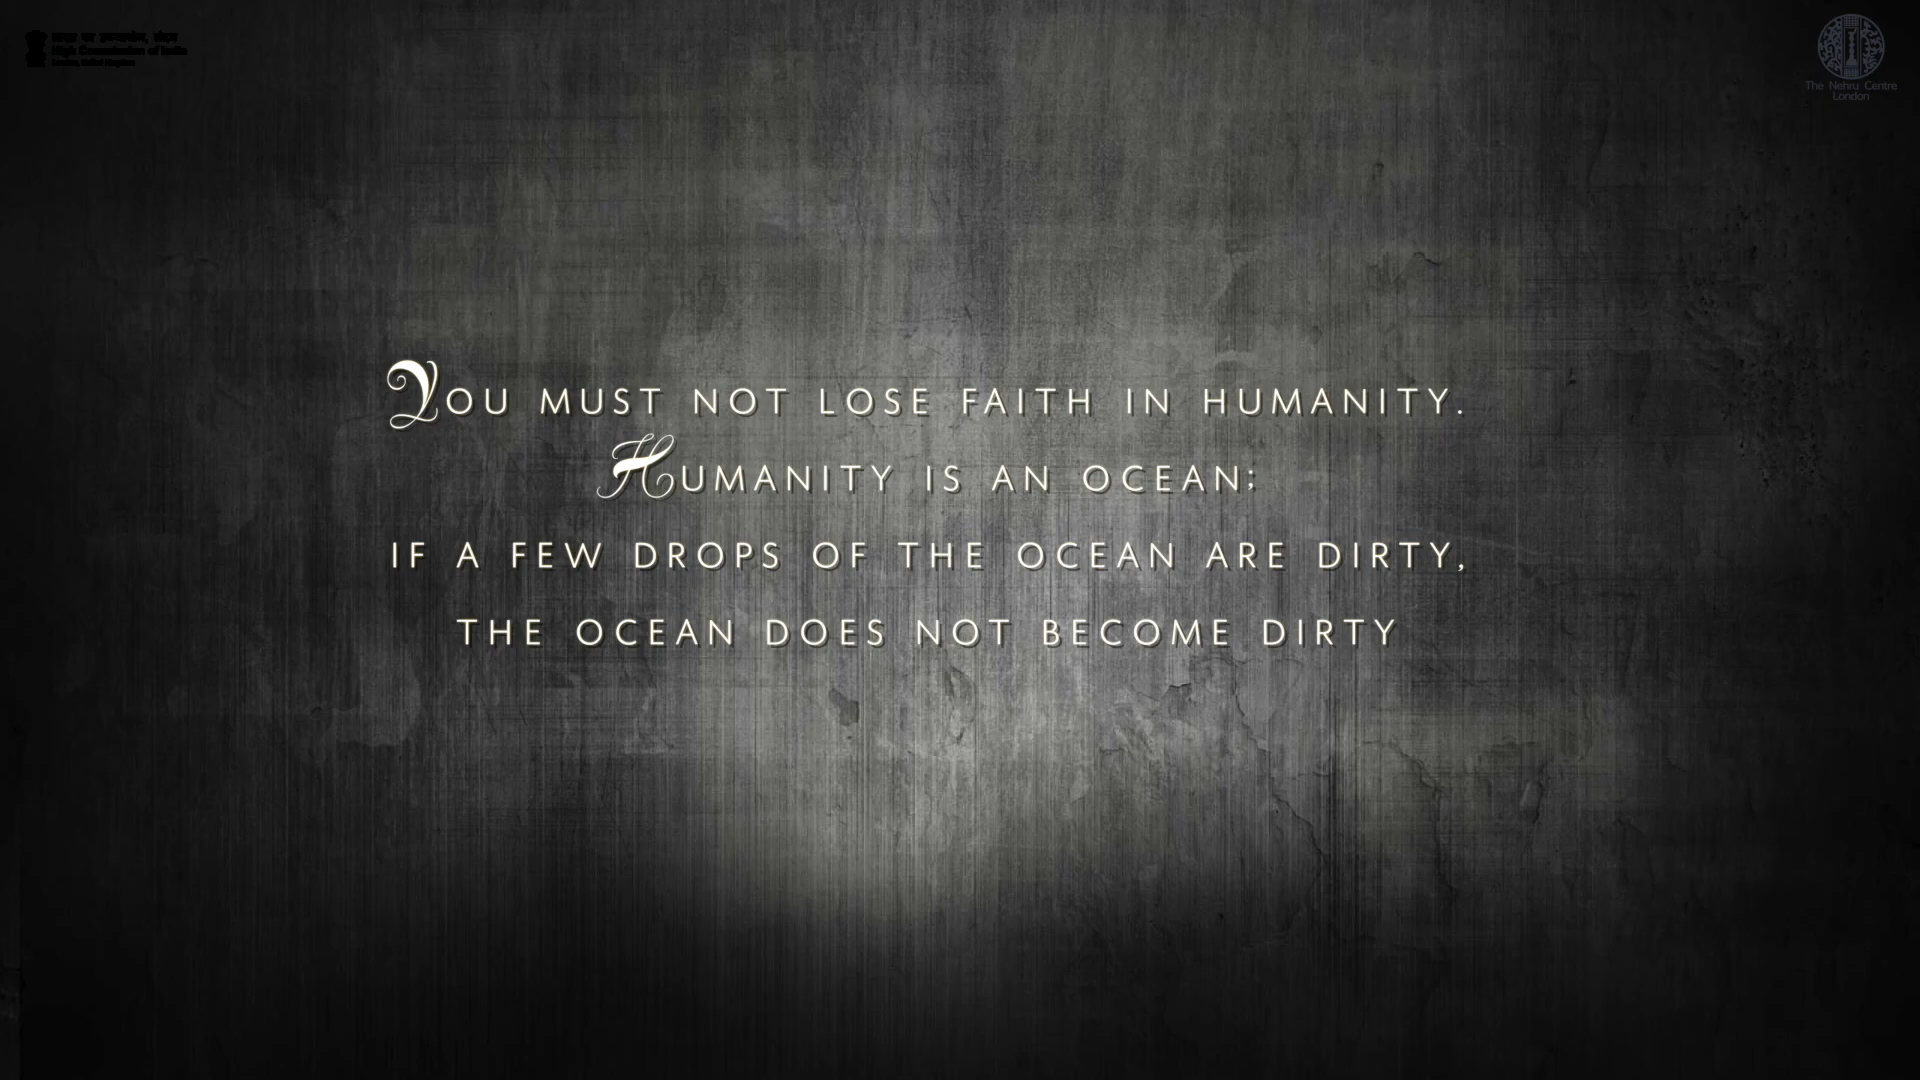 High Commission of India
The Nehru Centre
London
You must not lose faith in humanity.
Humanity is an ocean;
if a few drops of the ocean are dirty,
the ocean does not become dirty